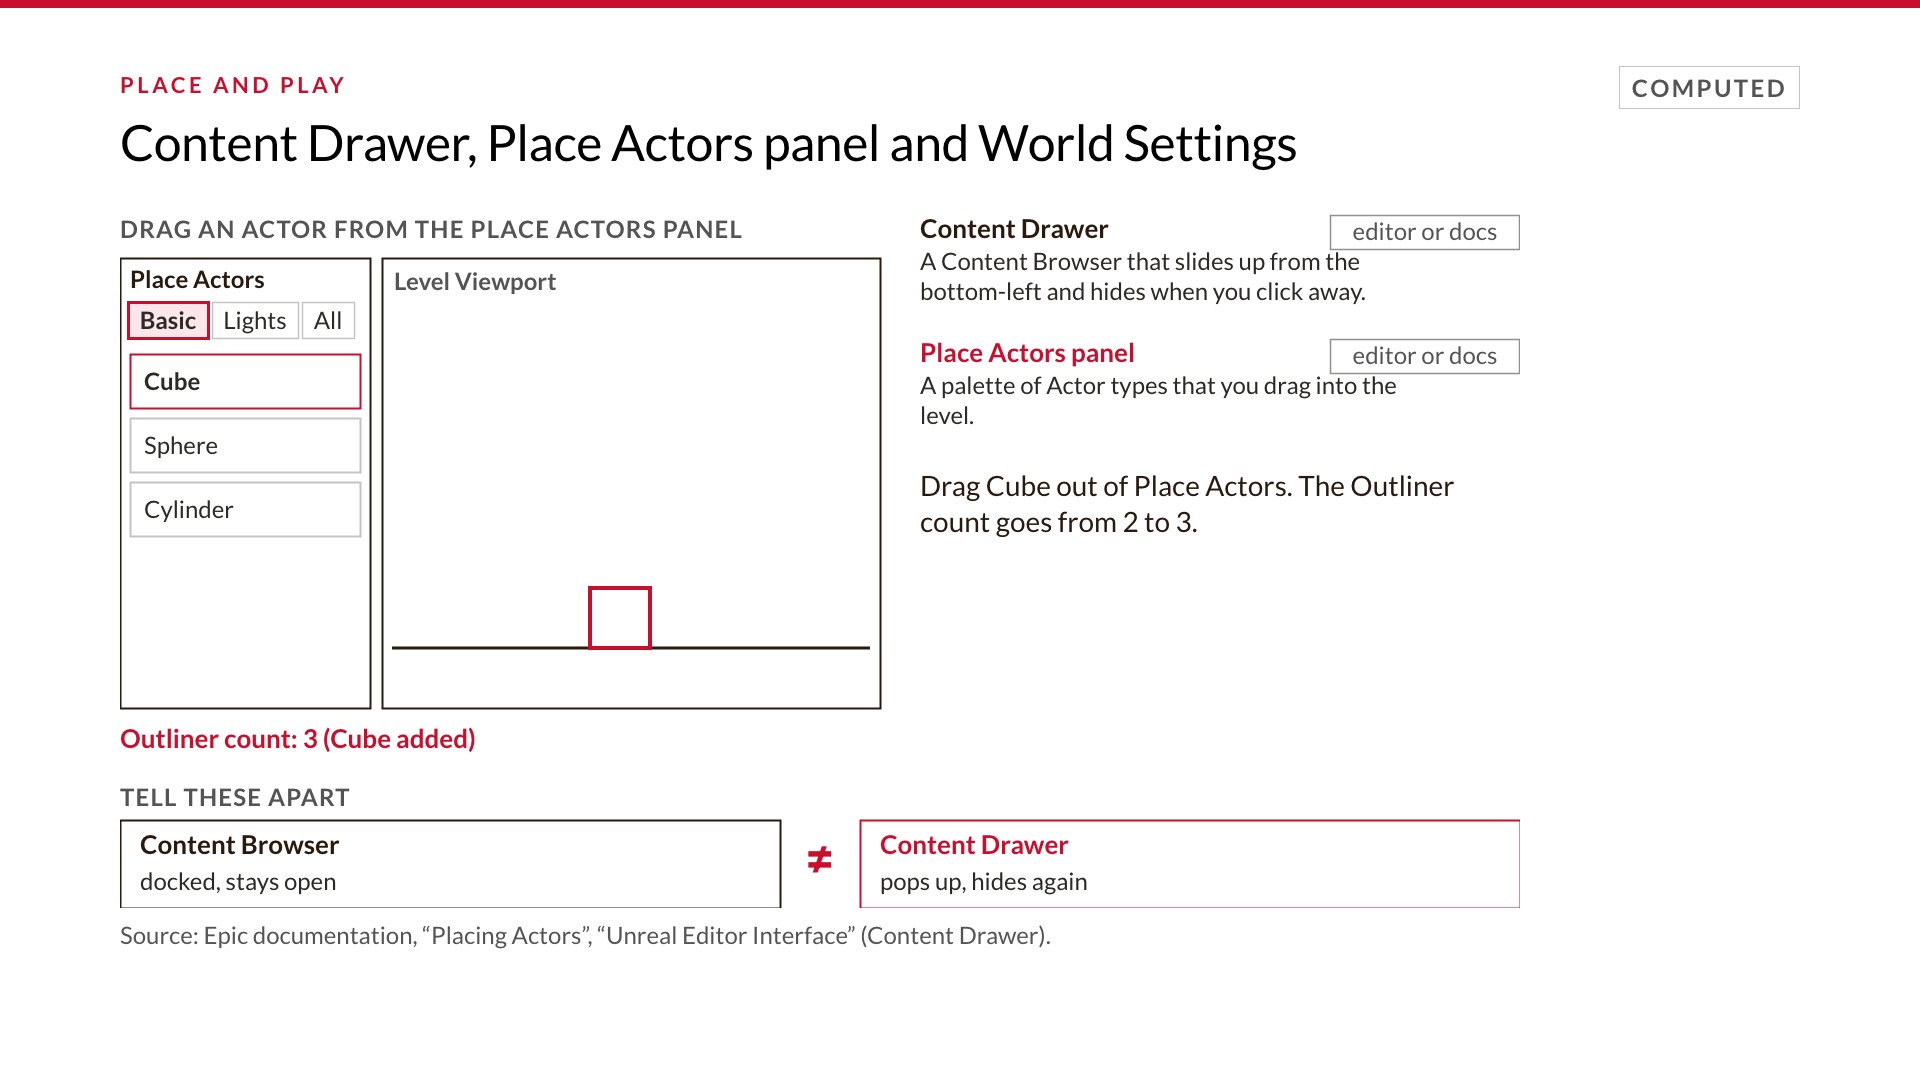 PLACE AND PLAY
COMPUTED
Content Drawer, Place Actors panel and World Settings
DRAG AN ACTOR FROM THE PLACE ACTORS PANEL
Place Actors
Basic
Lights
All
Cube
Sphere
Cylinder
Level Viewport
Outliner count: 3 (Cube added)
Content Drawer
editor or docs
A Content Browser that slides up from the
bottom-left and hides when you click away.
Place Actors panel
editor or docs
A palette of Actor types that you drag into the
level.
Drag Cube out of Place Actors. The Outliner
count goes from 2 to 3.
TELL THESE APART
Content Browser
docked, stays open
≠
Content Drawer
pops up, hides again
Source: Epic documentation, “Placing Actors”, “Unreal Editor Interface” (Content Drawer).